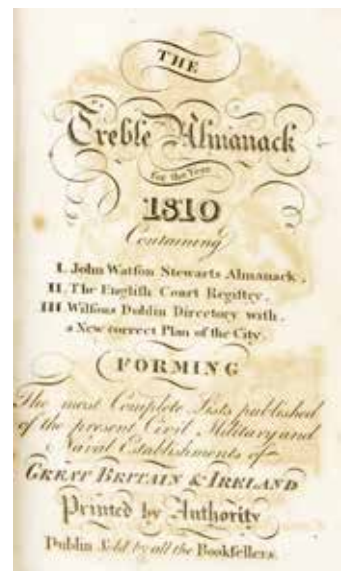 THE
Treble Almanack
for the Year
1810
Containing
I. John Watſon Stewarts Almanack.
II. The Engliſh Court Regiſtry.
III Wilſons Dublin Directory with.
a New correct Plan of the City.
FORMING
The most Complete Lists published
of the present Civil Military and
Naval Establishments of
GREAT BRITAIN & IRELAND
Printed by Authority
Dublin Sold by all the Bookſellers.